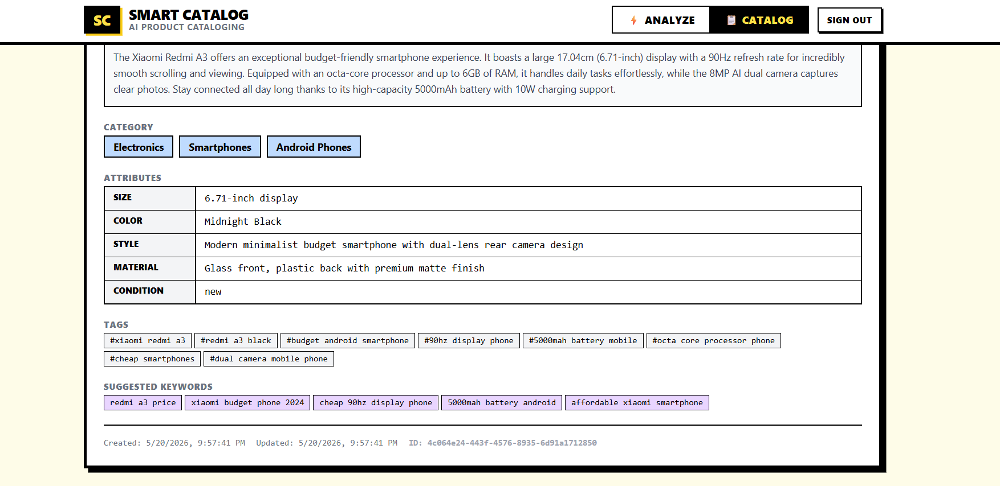 SC
SMART CATALOG
AI PRODUCT CATALOGING
ANALYZE
CATALOG
SIGN OUT
The Xiaomi Redmi A3 offers an exceptional budget-friendly smartphone experience. It boasts a large 17.04cm (6.71-inch) display with a 90Hz refresh rate for incredibly
smooth scrolling and viewing. Equipped with an octa-core processor and up to 6GB of RAM, it handles daily tasks effortlessly, while the 8MP AI dual camera captures
clear photos. Stay connected all day long thanks to its high-capacity 5000mAh battery with 10W charging support.
CATEGORY
Electronics Smartphones Android Phones
ATTRIBUTES
SIZE 6.71-inch display
COLOR Midnight Black
STYLE Modern minimalist budget smartphone with dual-lens rear camera design
MATERIAL Glass front, plastic back with premium matte finish
CONDITION new
TAGS
#xiaomi redmi a3 #redmi a3 black #budget android smartphone #90hz display phone #5000mah battery mobile #octa core processor phone
#cheap smartphones #dual camera mobile phone
SUGGESTED KEYWORDS
redmi a3 price xiaomi budget phone 2024 cheap 90hz display phone 5000mah battery android affordable xiaomi smartphone
Created: 5/20/2026, 9:57:41 PM Updated: 5/20/2026, 9:57:41 PM ID: 4c064e24-443f-4576-8935-6d91a1712850